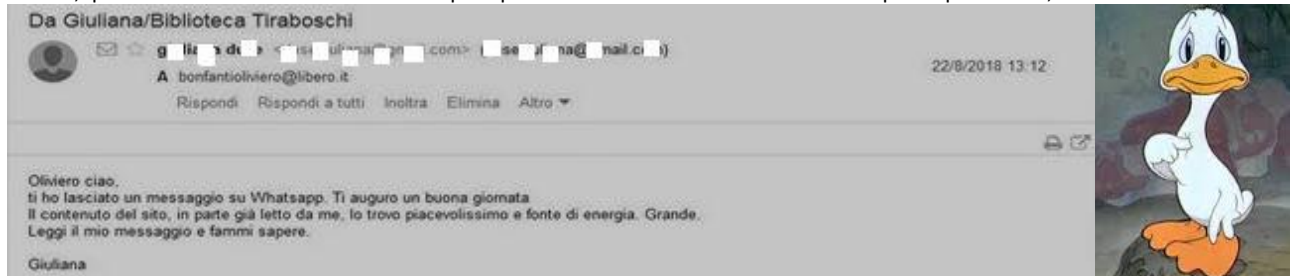 Da Giuliana/Biblioteca Tiraboschi
A bonfantioliviero@libero.it
22/8/2018 13:12
Rispondi Rispondi a tutti Inoltra Elimina Altro
Oliviero ciao,
ti ho lasciato un messaggio su Whatsapp. Ti auguro un buona giornata
Il contenuto del sito, in parte già letto da me, lo trovo piacevolissimo e fonte di energia. Grande.
Leggi il mio messaggio e fammi sapere.
Giuliana